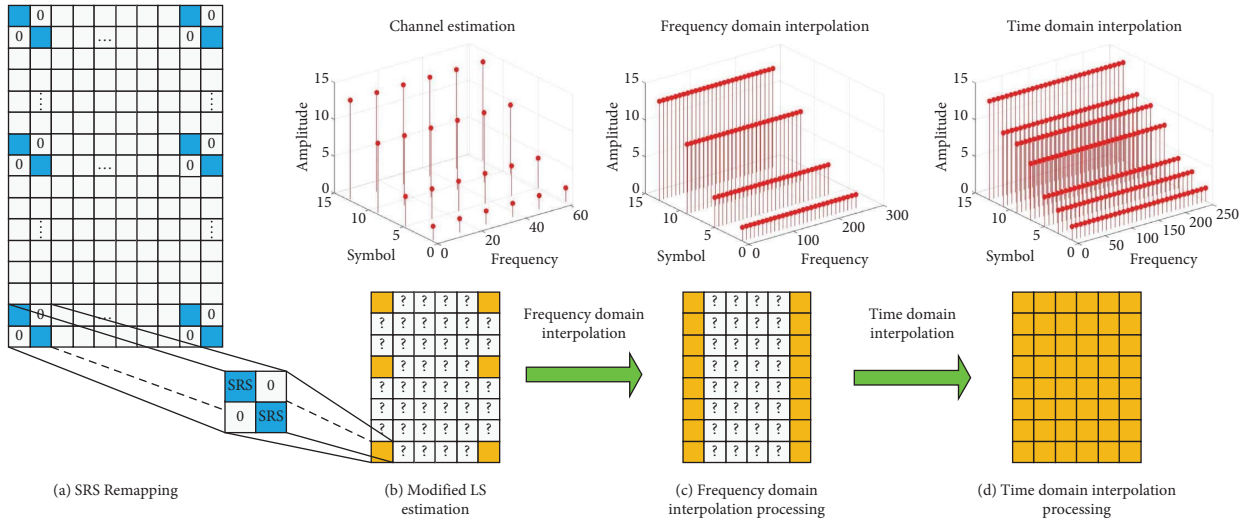 Channel estimation
Frequency domain interpolation
Time domain interpolation
0 0
0 ... 0
⋮ ⋮
0 0
0 ... 0
⋮ ⋮
0 ... 0
0 0
SRS 0
0 SRS
Amplitude
15
10
5
0
15
10
5
0
Symbol
0
20
40
60
Frequency
Amplitude
15
10
5
0
15
10
5
0
Symbol
0
100
200
300
Frequency
Amplitude
15
10
5
0
15
10
5
0
Symbol
0
50
100
150
200
250
Frequency
? ? ? ?
? ? ? ? ? ?
? ? ? ? ? ?
? ? ? ?
? ? ? ? ? ?
? ? ? ? ? ?
? ? ? ? ? ?
? ? ? ?
Frequency domain
interpolation
? ? ? ?
? ? ? ?
? ? ? ?
? ? ? ?
? ? ? ?
? ? ? ?
? ? ? ?
? ? ? ?
Time domain
interpolation
(a) SRS Remapping
(b) Modified LS
estimation
(c) Frequency domain
interpolation processing
(d) Time domain interpolation
processing